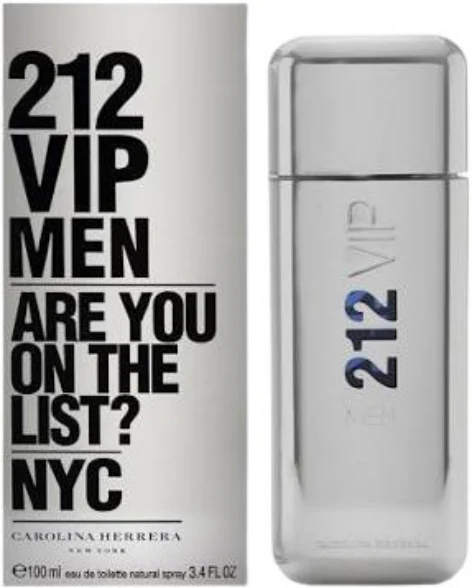 212
VIP
MEN
ARE YOU
ON THE
LIST?
NYC
CAROLINA HERRERA
NEW YORK
℮100 ml eau de toilette natural spray 3.4 FL OZ
212 VIP
MEN